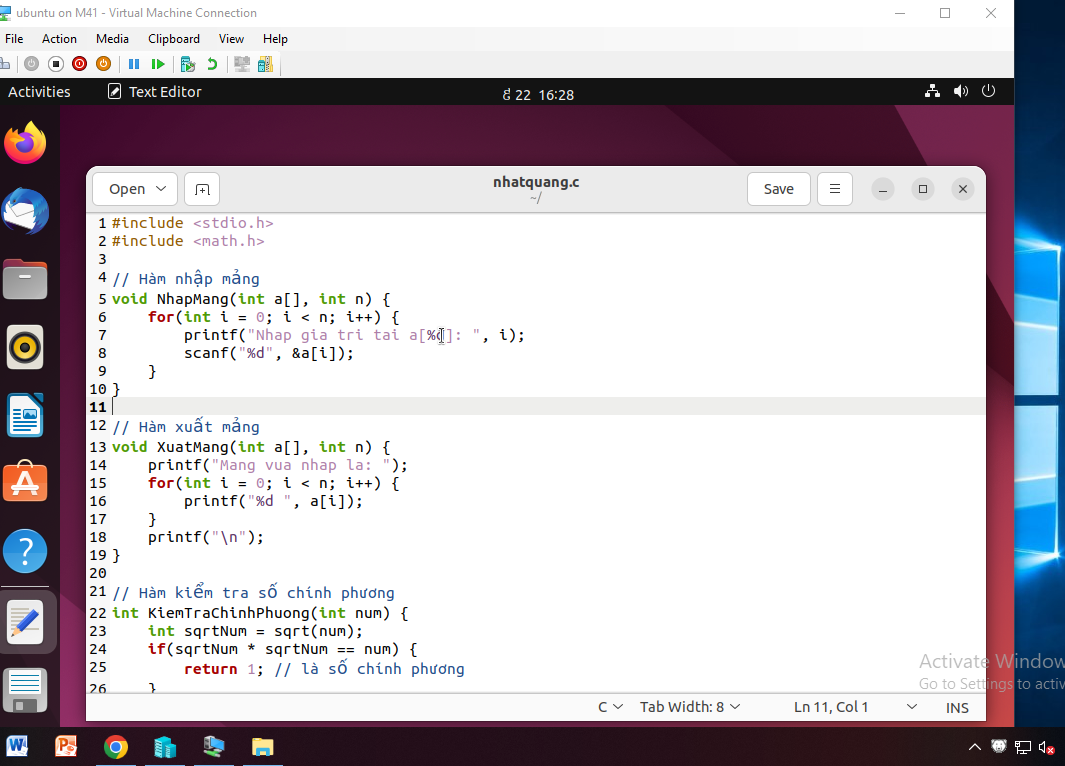 ubuntu on M41 - Virtual Machine Connection
File Action Media Clipboard View Help
Activities Text Editor 22 16:28
Open nhatquang.c Save
~/
1 #include <stdio.h>
2 #include <math.h>
3
4 // Hàm nhập mảng
5 void NhapMang(int a[], int n) {
6 for(int i = 0; i < n; i++) {
7 printf("Nhap gia tri tai a[%d]: ", i);
8 scanf("%d", &a[i]);
9 }
10 }
11
12 // Hàm xuất mảng
13 void XuatMang(int a[], int n) {
14 printf("Mang vua nhap la: ");
15 for(int i = 0; i < n; i++) {
16 printf("%d ", a[i]);
17 }
18 printf("\n");
19 }
20
21 // Hàm kiểm tra số chính phương
22 int KiemTraChinhPhuong(int num) {
23 int sqrtNum = sqrt(num);
24 if(sqrtNum * sqrtNum == num) {
25 return 1; // là số chính phương
26 }
Activate Window
Go to Settings to activ
C Tab Width: 8 Ln 11, Col 1 INS